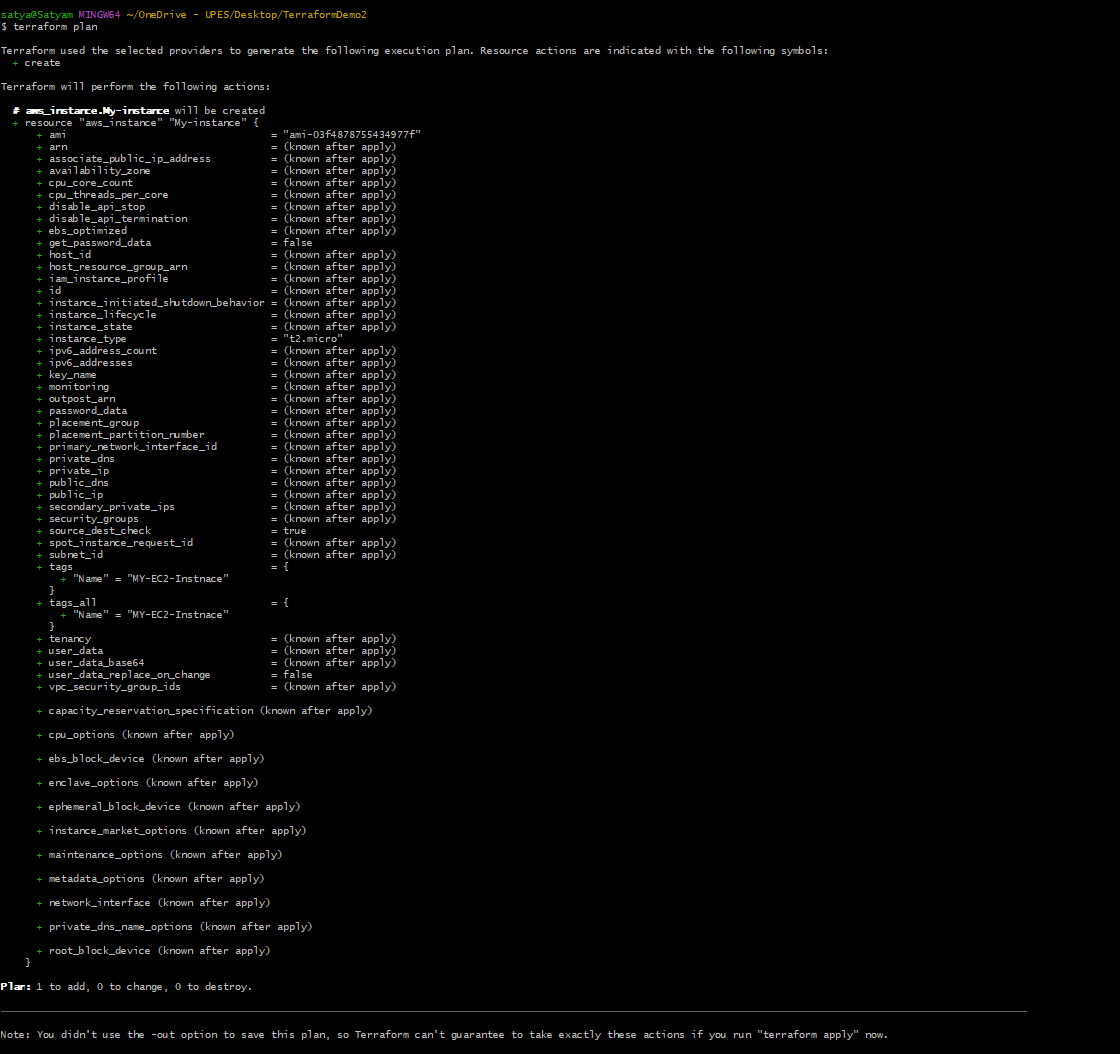 satya@Satyam MINGW64 ~/OneDrive - UPES/Desktop/TerraformDemo2
$ terraform plan
Terraform used the selected providers to generate the following execution plan. Resource actions are indicated with the following symbols:
+ create
Terraform will perform the following actions:
# aws_instance.My-instance will be created
+ resource "aws_instance" "My-instance" {
+ ami = "ami-03f4878755434977f"
+ arn = (known after apply)
+ associate_public_ip_address = (known after apply)
+ availability_zone = (known after apply)
+ cpu_core_count = (known after apply)
+ cpu_threads_per_core = (known after apply)
+ disable_api_stop = (known after apply)
+ disable_api_termination = (known after apply)
+ ebs_optimized = (known after apply)
+ get_password_data = false
+ host_id = (known after apply)
+ host_resource_group_arn = (known after apply)
+ iam_instance_profile = (known after apply)
+ id = (known after apply)
+ instance_initiated_shutdown_behavior = (known after apply)
+ instance_lifecycle = (known after apply)
+ instance_state = (known after apply)
+ instance_type = "t2.micro"
+ ipv6_address_count = (known after apply)
+ ipv6_addresses = (known after apply)
+ key_name = (known after apply)
+ monitoring = (known after apply)
+ outpost_arn = (known after apply)
+ password_data = (known after apply)
+ placement_group = (known after apply)
+ placement_partition_number = (known after apply)
+ primary_network_interface_id = (known after apply)
+ private_dns = (known after apply)
+ private_ip = (known after apply)
+ public_dns = (known after apply)
+ public_ip = (known after apply)
+ secondary_private_ips = (known after apply)
+ security_groups = (known after apply)
+ source_dest_check = true
+ spot_instance_request_id = (known after apply)
+ subnet_id = (known after apply)
+ tags = {
+ "Name" = "MY-EC2-Instnace"
}
+ tags_all = {
+ "Name" = "MY-EC2-Instnace"
}
+ tenancy = (known after apply)
+ user_data = (known after apply)
+ user_data_base64 = (known after apply)
+ user_data_replace_on_change = false
+ vpc_security_group_ids = (known after apply)
+ capacity_reservation_specification (known after apply)
+ cpu_options (known after apply)
+ ebs_block_device (known after apply)
+ enclave_options (known after apply)
+ ephemeral_block_device (known after apply)
+ instance_market_options (known after apply)
+ maintenance_options (known after apply)
+ metadata_options (known after apply)
+ network_interface (known after apply)
+ private_dns_name_options (known after apply)
+ root_block_device (known after apply)
}
Plan: 1 to add, 0 to change, 0 to destroy.
Note: You didn't use the -out option to save this plan, so Terraform can't guarantee to take exactly these actions if you run "terraform apply" now.